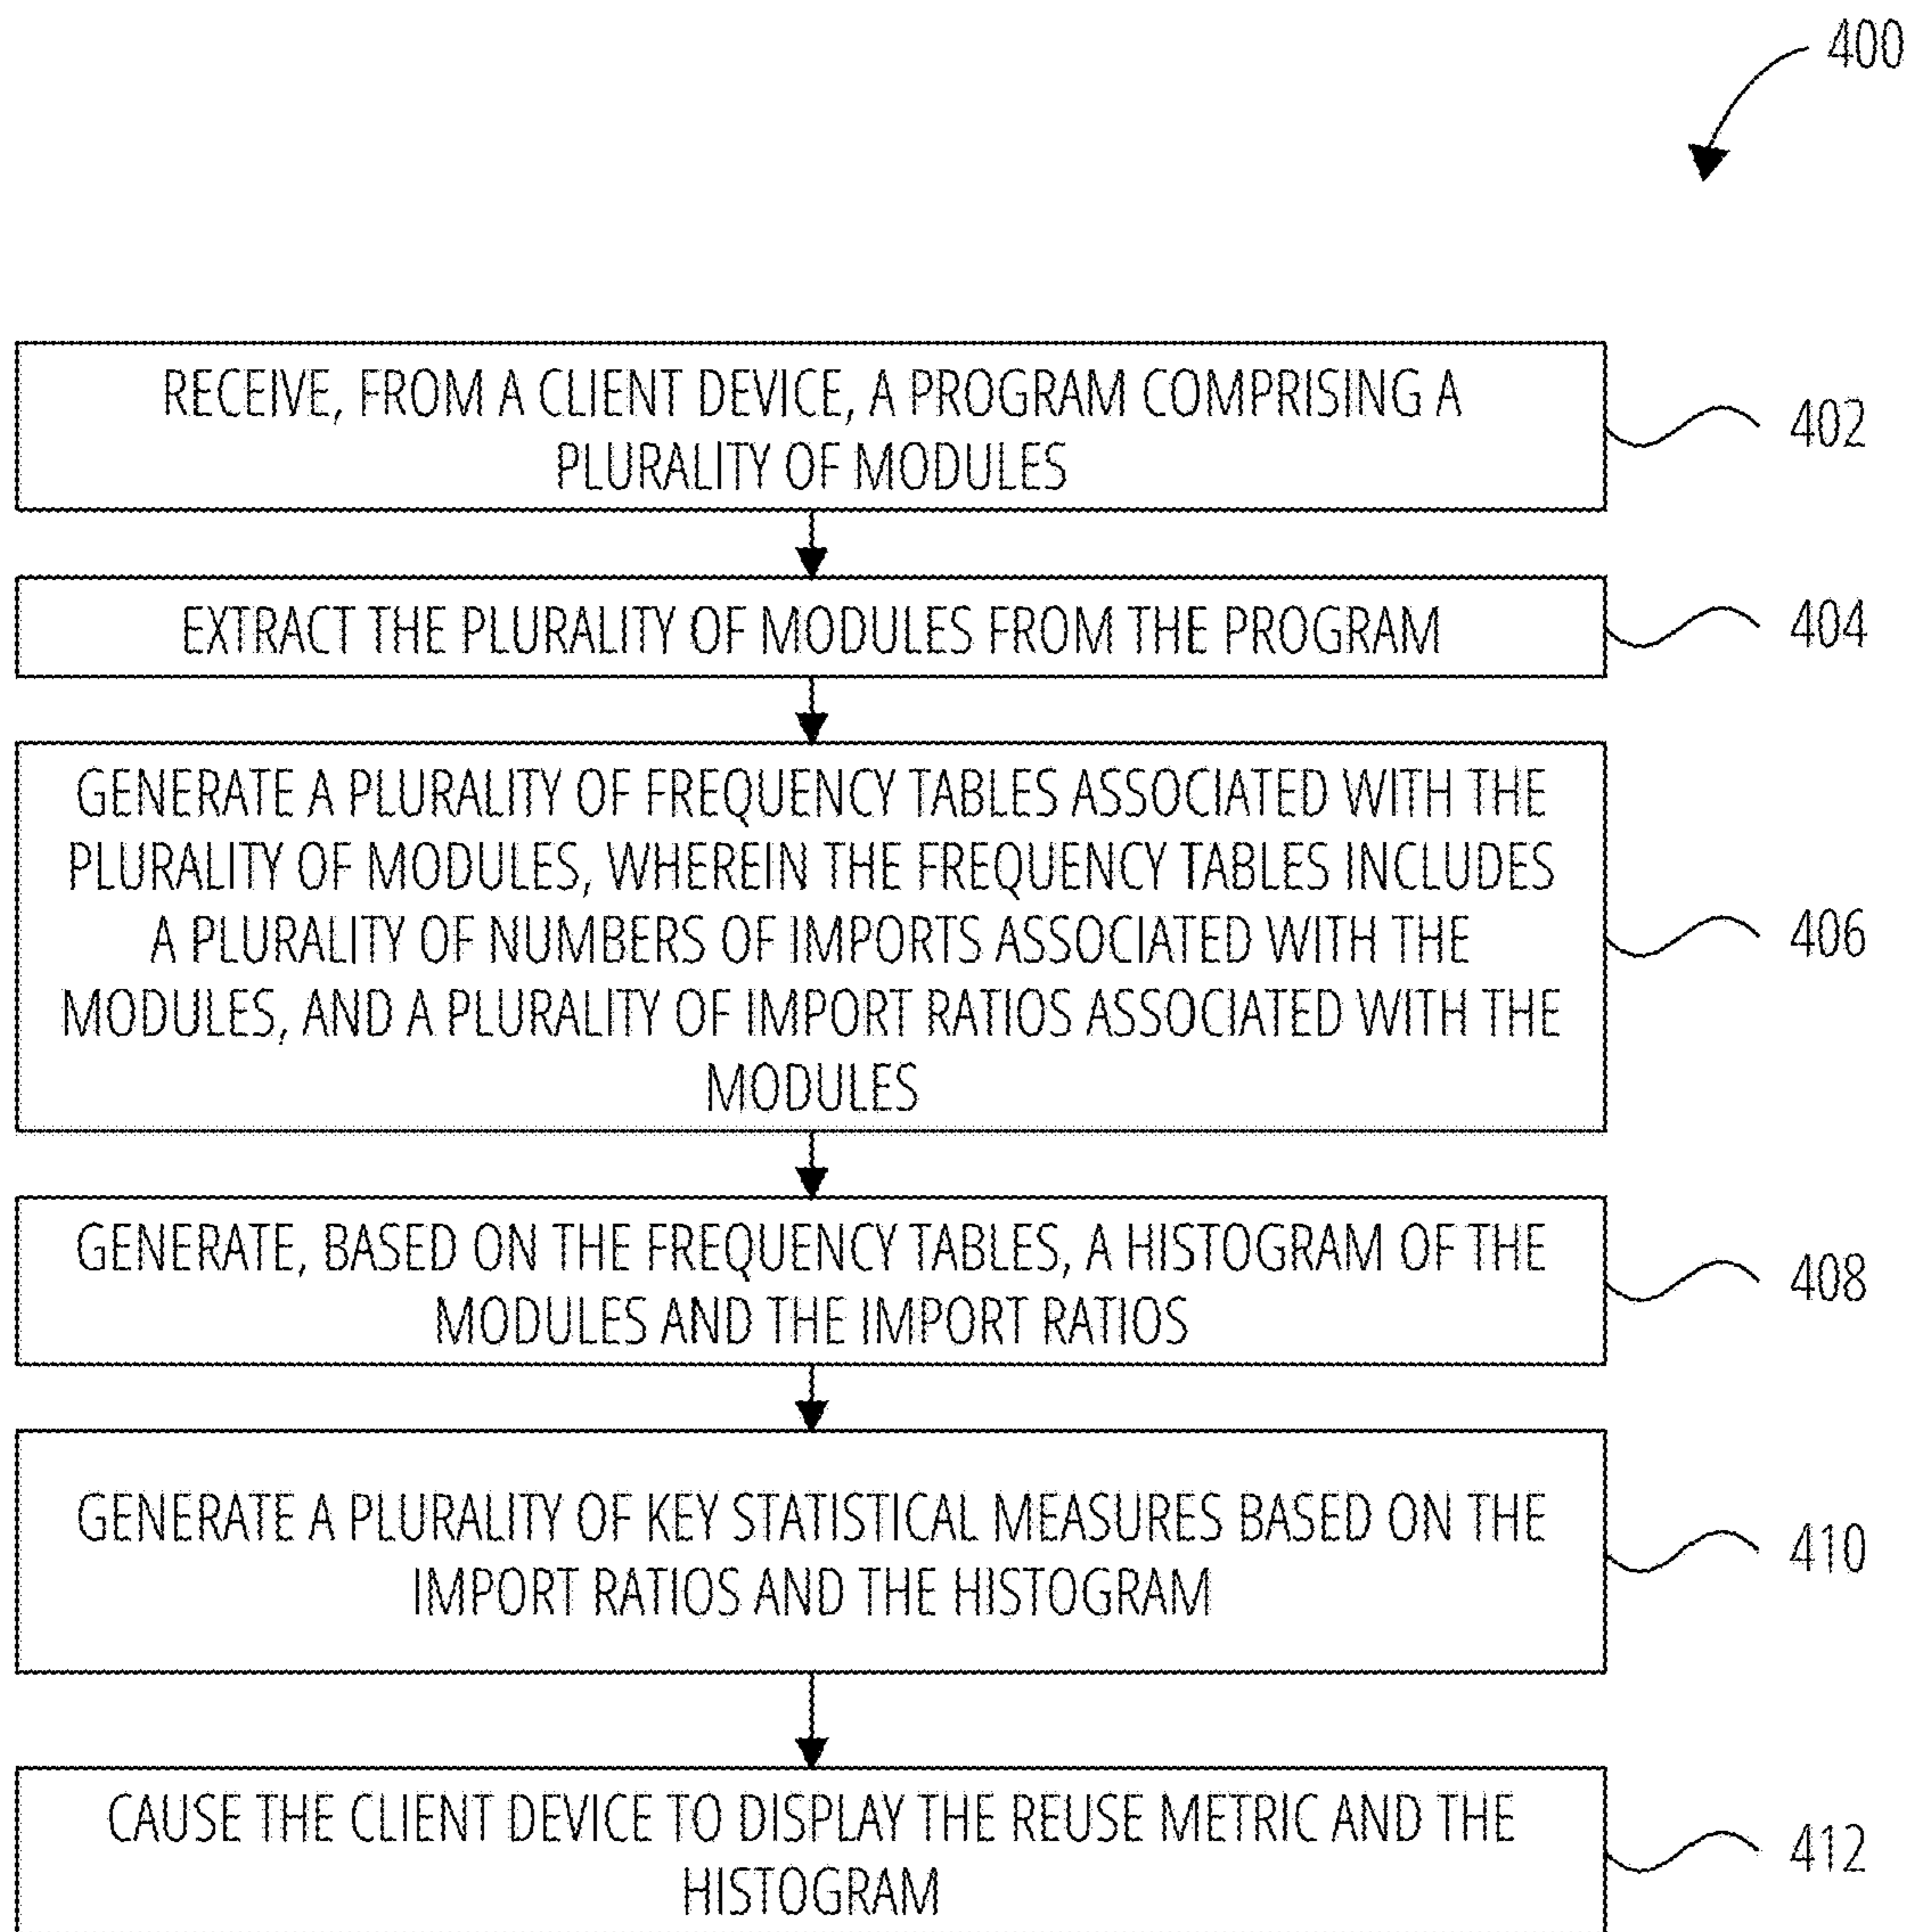 400
RECEIVE, FROM A CLIENT DEVICE, A PROGRAM COMPRISING A
PLURALITY OF MODULES
402
EXTRACT THE PLURALITY OF MODULES FROM THE PROGRAM
404
GENERATE A PLURALITY OF FREQUENCY TABLES ASSOCIATED WITH THE
PLURALITY OF MODULES, WHEREIN THE FREQUENCY TABLES INCLUDES
A PLURALITY OF NUMBERS OF IMPORTS ASSOCIATED WITH THE
MODULES, AND A PLURALITY OF IMPORT RATIOS ASSOCIATED WITH THE
MODULES
406
GENERATE, BASED ON THE FREQUENCY TABLES, A HISTOGRAM OF THE
MODULES AND THE IMPORT RATIOS
408
GENERATE A PLURALITY OF KEY STATISTICAL MEASURES BASED ON THE
IMPORT RATIOS AND THE HISTOGRAM
410
CAUSE THE CLIENT DEVICE TO DISPLAY THE REUSE METRIC AND THE
HISTOGRAM
412